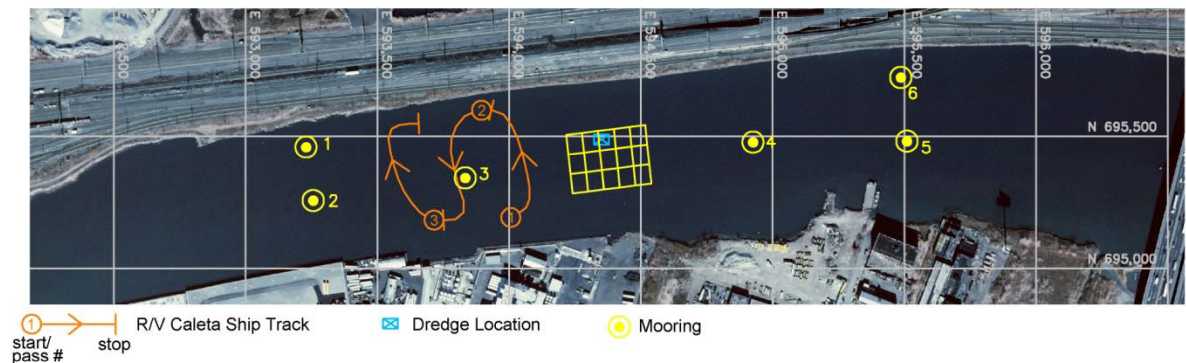 E 593,000
E 593,500
E 594,000
E 594,500
E 595,000
E 595,500
E 596,000
6
2
N 695,500
1
4
5
3
2
3
1
N 695,000
1
R/V Caleta Ship Track
Dredge Location
Mooring
start/
pass #
stop